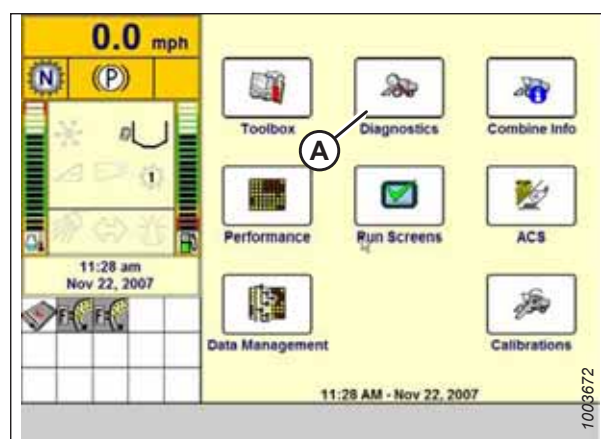 0.0 mph
N
(P)
1
11:28 am
Nov 22, 2007
F
F
Toolbox
Diagnostics
Combine Info
A
Performance
Run Screens
ACS
Data Management
Calibrations
11:28 AM - Nov 22, 2007
1003672